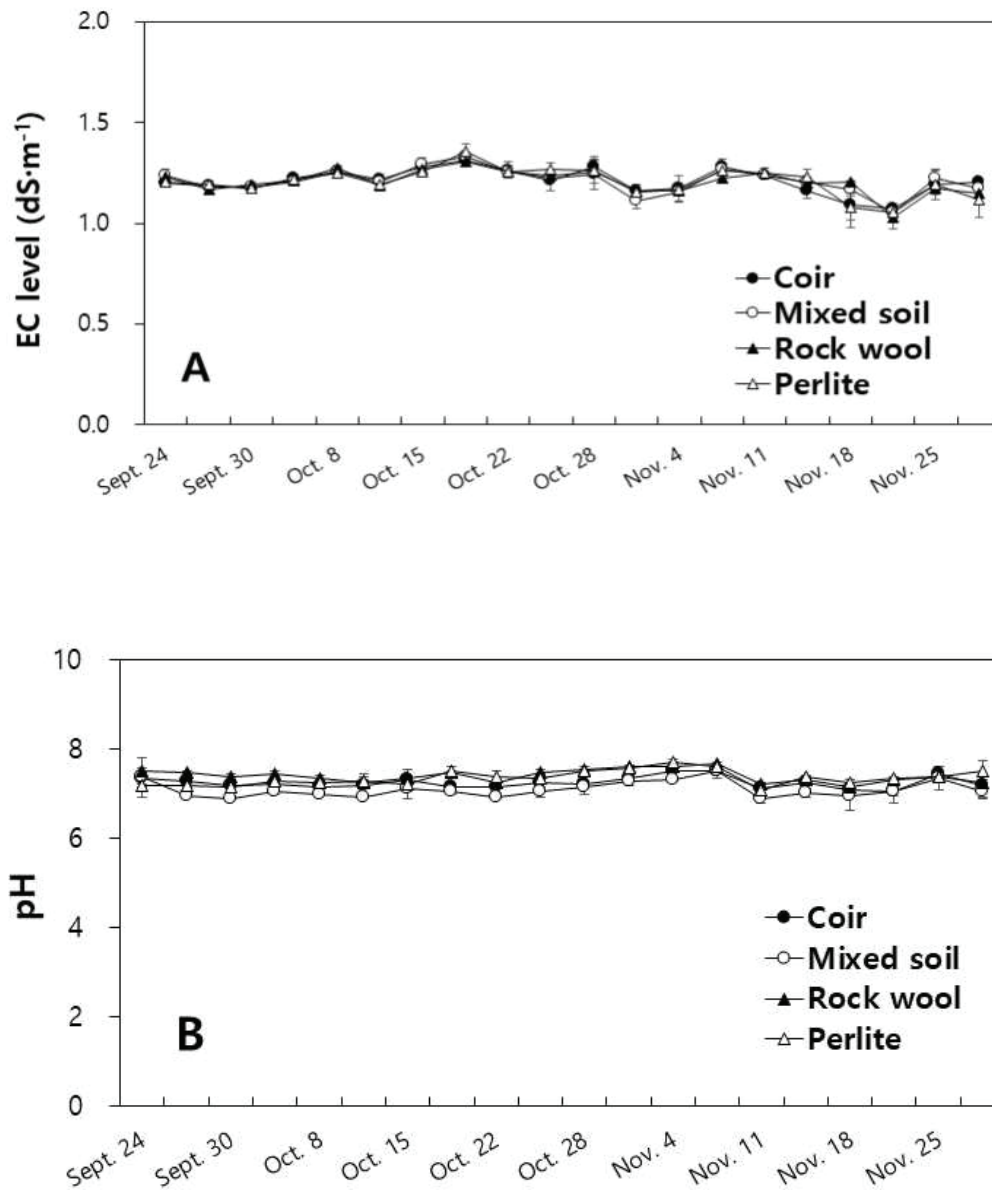 2.0
1.5
1.0
0.5
0.0
EC level (dS·m⁻¹)
A
Coir
Mixed soil
Rock wool
Perlite
Sept. 24
Sept. 30
Oct. 8
Oct. 15
Oct. 22
Oct. 28
Nov. 4
Nov. 11
Nov. 18
Nov. 25
10
8
6
4
2
0
pH
B
Coir
Mixed soil
Rock wool
Perlite
Sept. 24
Sept. 30
Oct. 8
Oct. 15
Oct. 22
Oct. 28
Nov. 4
Nov. 11
Nov. 18
Nov. 25